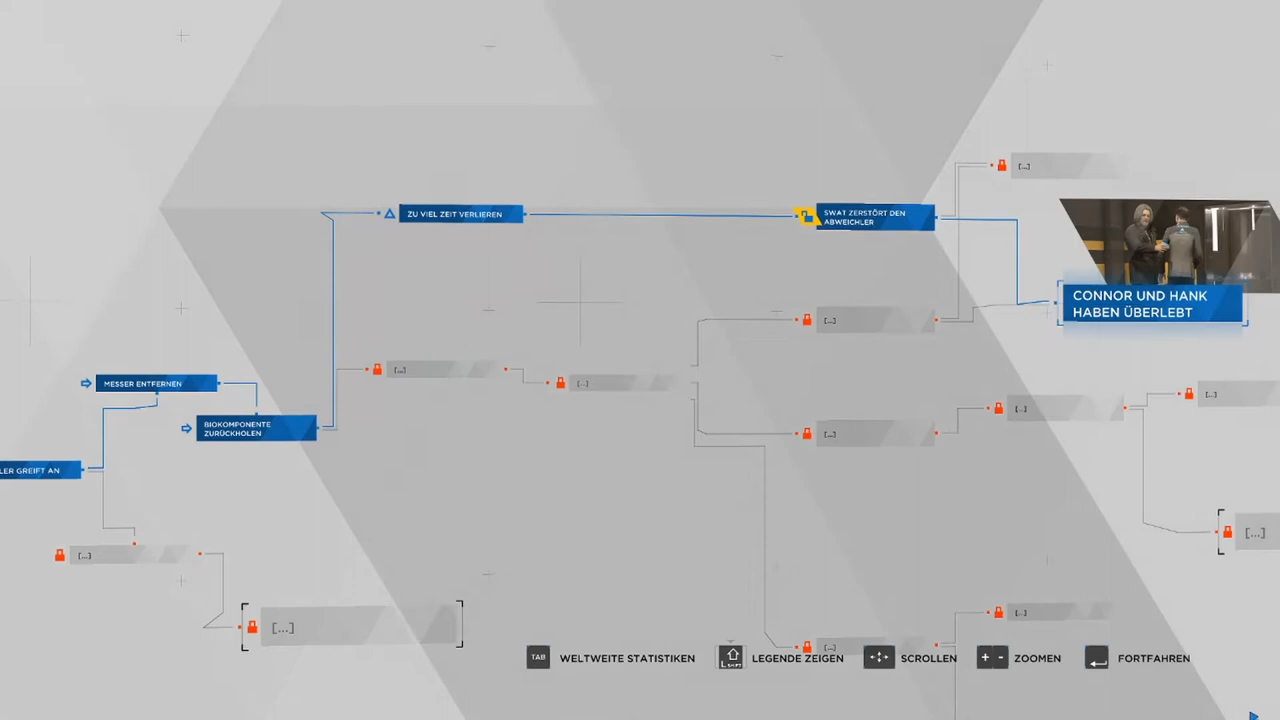 [...]
ZU VIEL ZEIT VERLIEREN
SWAT ZERSTÖRT DEN
ABWEICHLER
CONNOR UND HANK
HABEN ÜBERLEBT
[...]
[...]
[...]
MESSER ENTFERNEN
[...]
[...]
BIOKOMPONENTE
ZURÜCKHOLEN
[...]
LER GREIFT AN
[...]
[...]
[...]
[...]
[...]
TAB WELTWEITE STATISTIKEN
LEGENDE ZEIGEN
SCROLLEN
+ - ZOOMEN
FORTFAHREN